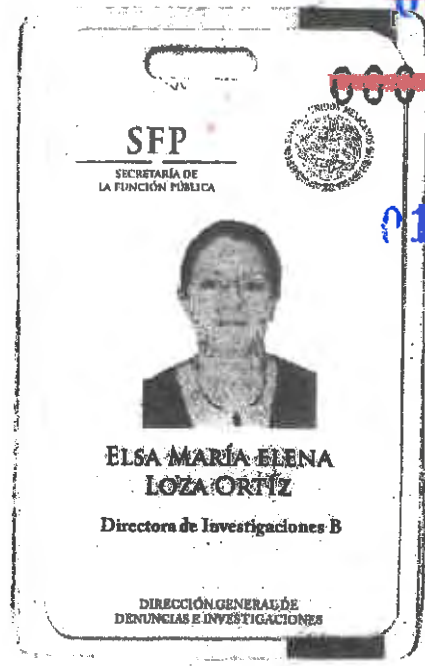 SFP
SECRETARÍA DE
LA FUNCIÓN PÚBLICA
ELSA MARÍA ELENA
LOZA ORTÍZ
Directora de Investigaciones B
DIRECCIÓN GENERAL DE
DENUNCIAS E INVESTIGACIONES